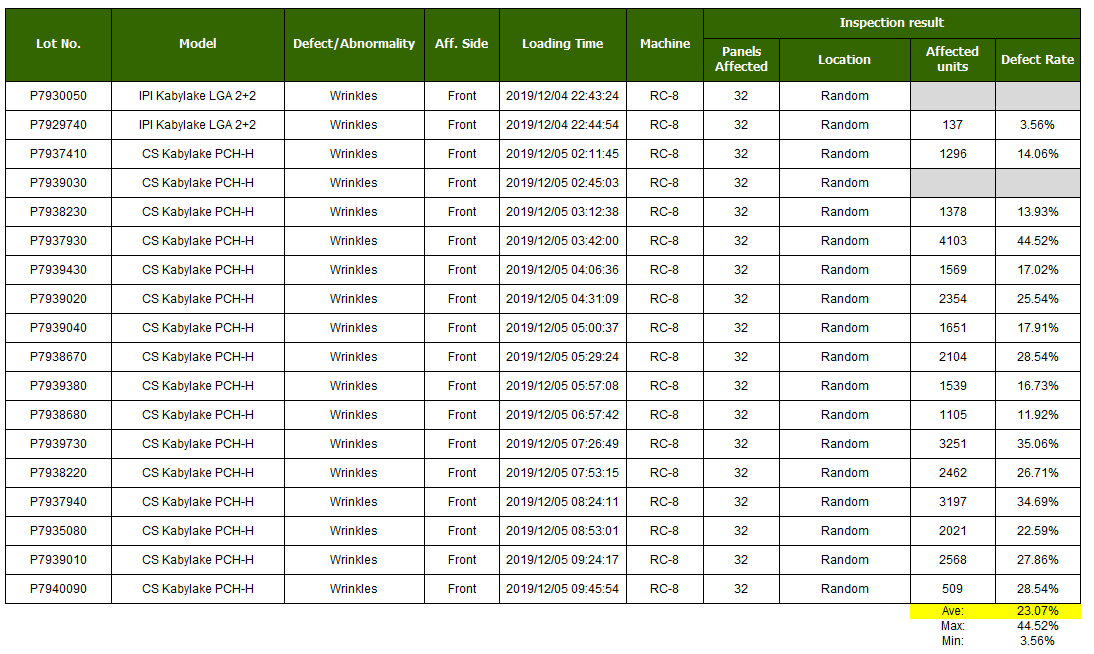 Lot No. Model Defect/Abnormality Aff. Side Loading Time Machine Inspection result
Panels Affected Location Affected units Defect Rate
P7930050 IPI Kabylake LGA 2+2 Wrinkles Front 2019/12/04 22:43:24 RC-8 32 Random
P7929740 IPI Kabylake LGA 2+2 Wrinkles Front 2019/12/04 22:44:54 RC-8 32 Random 137 3.56%
P7937410 CS Kabylake PCH-H Wrinkles Front 2019/12/05 02:11:45 RC-8 32 Random 1296 14.06%
P7939030 CS Kabylake PCH-H Wrinkles Front 2019/12/05 02:45:03 RC-8 32 Random
P7938230 CS Kabylake PCH-H Wrinkles Front 2019/12/05 03:12:38 RC-8 32 Random 1378 13.93%
P7937930 CS Kabylake PCH-H Wrinkles Front 2019/12/05 03:42:00 RC-8 32 Random 4103 44.52%
P7939430 CS Kabylake PCH-H Wrinkles Front 2019/12/05 04:06:36 RC-8 32 Random 1569 17.02%
P7939020 CS Kabylake PCH-H Wrinkles Front 2019/12/05 04:31:09 RC-8 32 Random 2354 25.54%
P7939040 CS Kabylake PCH-H Wrinkles Front 2019/12/05 05:00:37 RC-8 32 Random 1651 17.91%
P7938670 CS Kabylake PCH-H Wrinkles Front 2019/12/05 05:29:24 RC-8 32 Random 2104 28.54%
P7939380 CS Kabylake PCH-H Wrinkles Front 2019/12/05 05:57:08 RC-8 32 Random 1539 16.73%
P7938680 CS Kabylake PCH-H Wrinkles Front 2019/12/05 06:57:42 RC-8 32 Random 1105 11.92%
P7939730 CS Kabylake PCH-H Wrinkles Front 2019/12/05 07:26:49 RC-8 32 Random 3251 35.06%
P7938220 CS Kabylake PCH-H Wrinkles Front 2019/12/05 07:53:15 RC-8 32 Random 2462 26.71%
P7937940 CS Kabylake PCH-H Wrinkles Front 2019/12/05 08:24:11 RC-8 32 Random 3197 34.69%
P7935080 CS Kabylake PCH-H Wrinkles Front 2019/12/05 08:53:01 RC-8 32 Random 2021 22.59%
P7939010 CS Kabylake PCH-H Wrinkles Front 2019/12/05 09:24:17 RC-8 32 Random 2568 27.86%
P7940090 CS Kabylake PCH-H Wrinkles Front 2019/12/05 09:45:54 RC-8 32 Random 509 28.54%
Ave: 23.07%
Max: 44.52%
Min: 3.56%